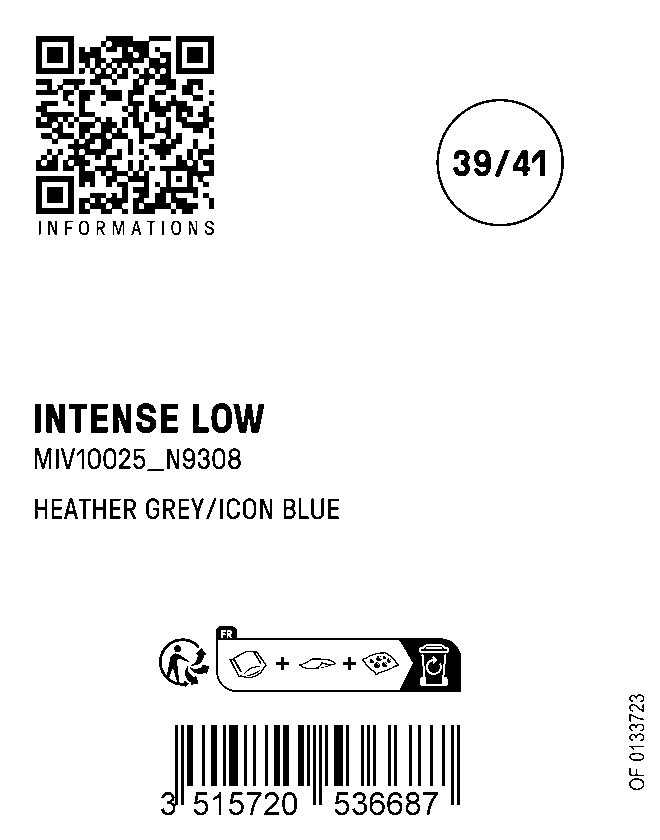 INFORMATIONS
39/41
INTENSE LOW
MIV10025_N9308
HEATHER GREY/ICON BLUE
FR
+ +
3 515720 536687
OF 0133723